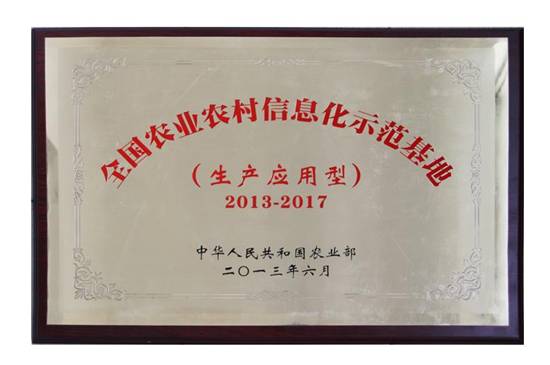 全国农业农村信息化示范基地
（生产应用型）
2013-2017
中华人民共和国农业部
二〇一三年六月